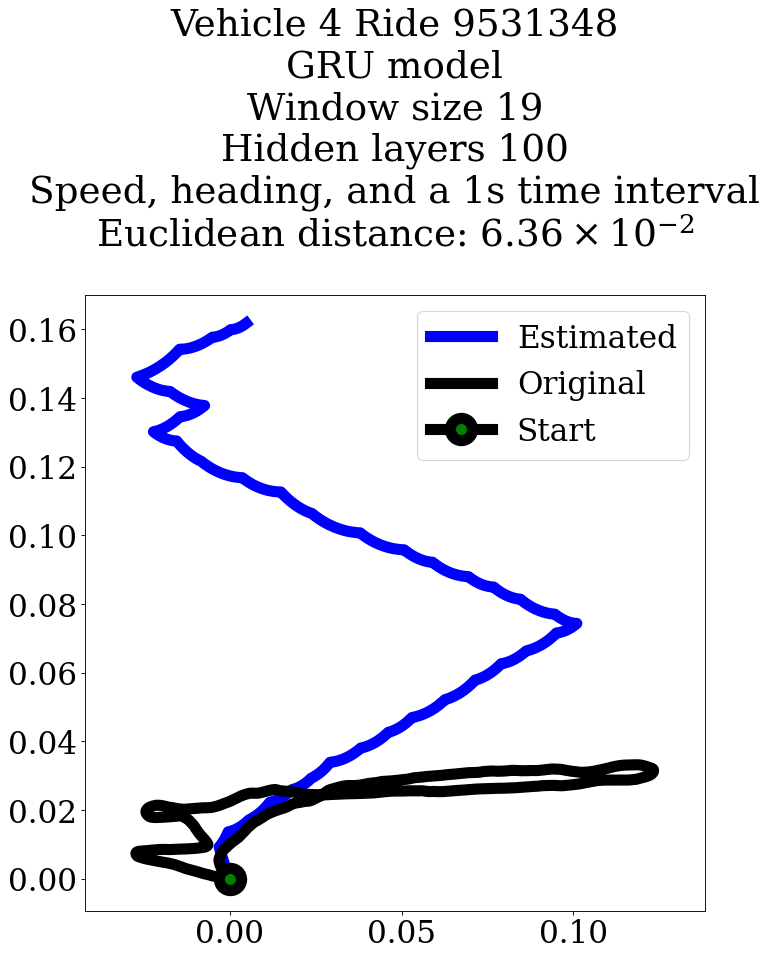 Vehicle 4 Ride 9531348
GRU model
Window size 19
Hidden layers 100
Speed, heading, and a 1s time interval
Euclidean distance: 6.36 × 10⁻²
Estimated
Original
Start
0.16
0.14
0.12
0.10
0.08
0.06
0.04
0.02
0.00
0.00 0.05 0.10